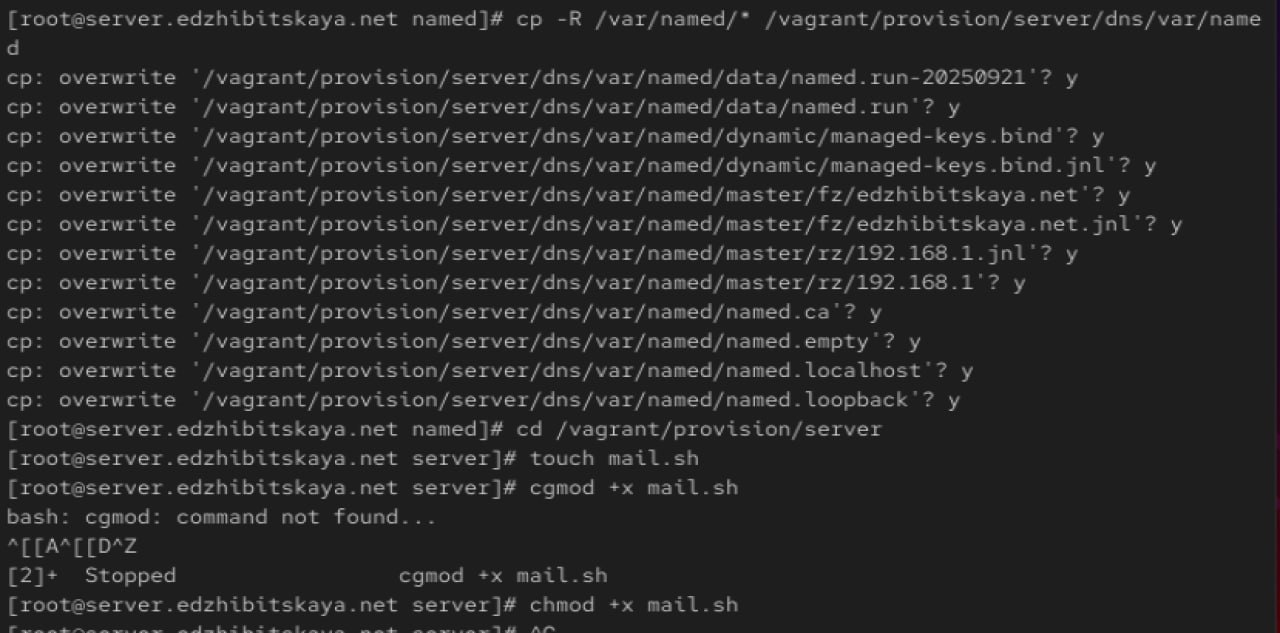 [root@server.edzhibitskaya.net named]# cp -R /var/named/* /vagrant/provision/server/dns/var/name
d
cp: overwrite '/vagrant/provision/server/dns/var/named/data/named.run-20250921'? y
cp: overwrite '/vagrant/provision/server/dns/var/named/data/named.run'? y
cp: overwrite '/vagrant/provision/server/dns/var/named/dynamic/managed-keys.bind'? y
cp: overwrite '/vagrant/provision/server/dns/var/named/dynamic/managed-keys.bind.jnl'? y
cp: overwrite '/vagrant/provision/server/dns/var/named/master/fz/edzhibitskaya.net'? y
cp: overwrite '/vagrant/provision/server/dns/var/named/master/fz/edzhibitskaya.net.jnl'? y
cp: overwrite '/vagrant/provision/server/dns/var/named/master/rz/192.168.1.jnl'? y
cp: overwrite '/vagrant/provision/server/dns/var/named/master/rz/192.168.1'? y
cp: overwrite '/vagrant/provision/server/dns/var/named/named.ca'? y
cp: overwrite '/vagrant/provision/server/dns/var/named/named.empty'? y
cp: overwrite '/vagrant/provision/server/dns/var/named/named.localhost'? y
cp: overwrite '/vagrant/provision/server/dns/var/named/named.loopback'? y
[root@server.edzhibitskaya.net named]# cd /vagrant/provision/server
[root@server.edzhibitskaya.net server]# touch mail.sh
[root@server.edzhibitskaya.net server]# cgmod +x mail.sh
bash: cgmod: command not found...
^[[A^[[D^Z
[2]+  Stopped                 cgmod +x mail.sh
[root@server.edzhibitskaya.net server]# chmod +x mail.sh
[root@server.edzhibitskaya.net server]# ^C